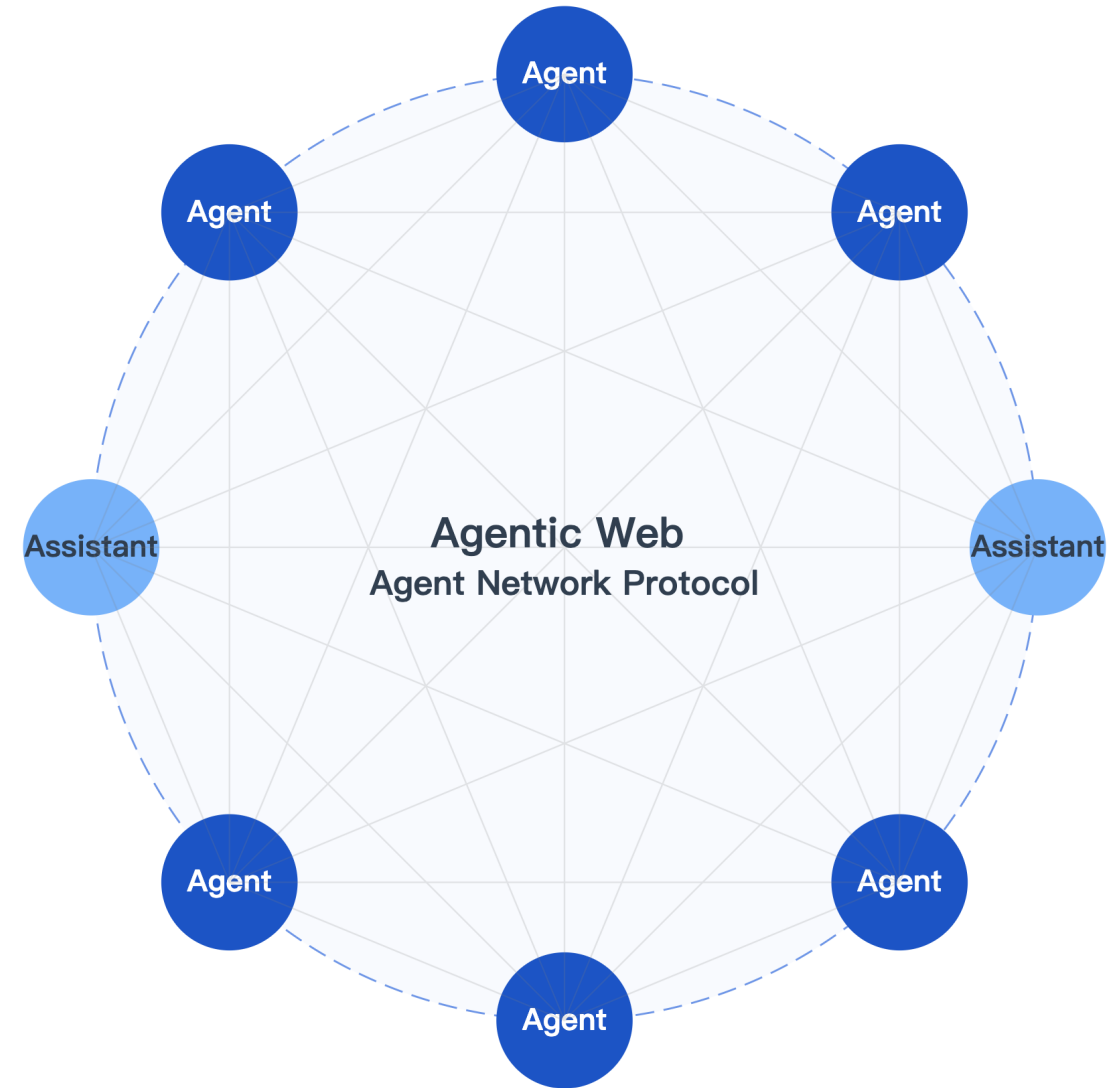 Agent
Agent
Agent
Assistant
Agentic Web
Agent Network Protocol
Assistant
Agent
Agent
Agent